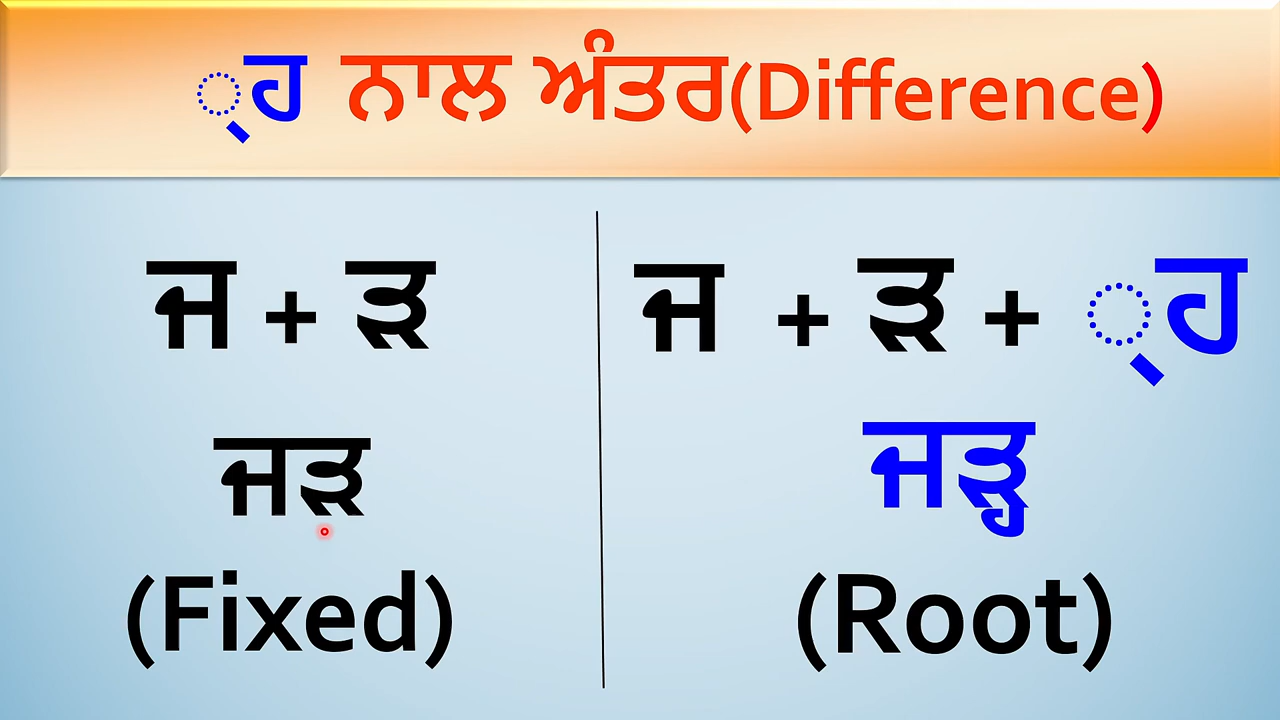 ੍ਹ ਨਾਲ ਅੰਤਰ(Difference)
ਜ + ੜ
ਜੜ
(Fixed)
ਜ + ੜ + ੍ਹ
ਜੜ੍ਹ
(Root)